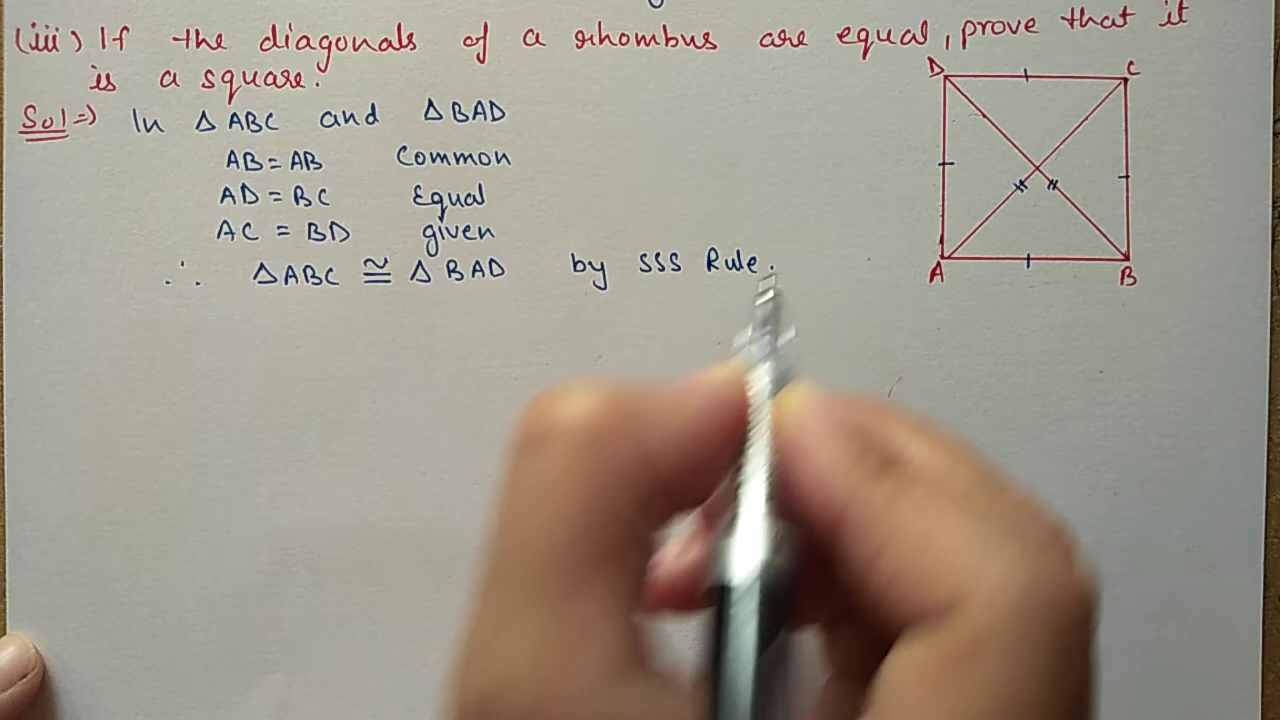 (iii) If the diagonals of a rhombus are equal, prove that it
is a square.
Sol⇒ In Δ ABC and Δ BAD
AB = AB Common
AD = BC Equal
AC = BD given
∴ ΔABC ≅ Δ BAD by SSS Rule.
D C
A B